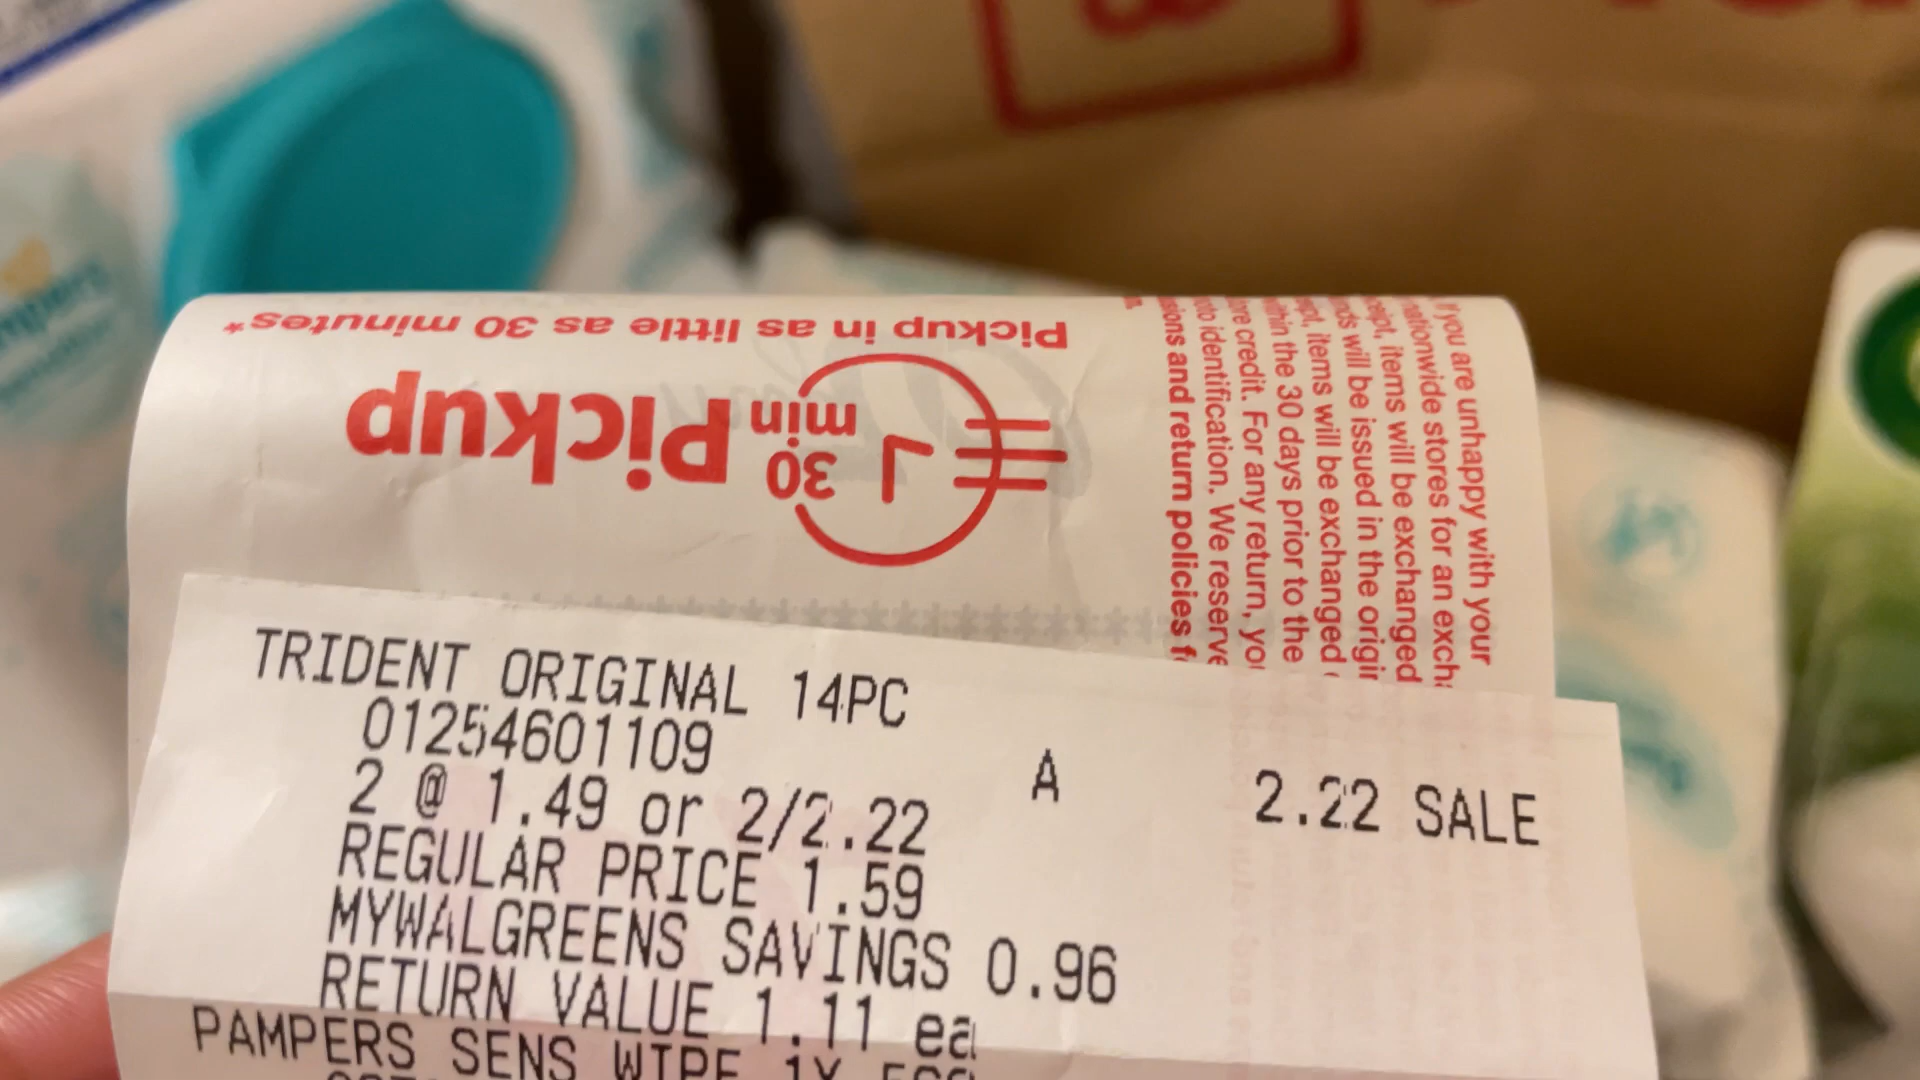 Pickup in as little as 30 minutes*
30 min Pickup
If you are unhappy with your
nationwide stores for an exch
items will be exchanged
will be issued in the
items will be exchanged
within the 30 days prior to the
credit. For any return,
identification. We reserve
and return policies
TRIDENT ORIGINAL 14PC
01254601109
A 2.22 SALE
2 @ 1.49 or 2/2.22
REGULAR PRICE 1.59
MYWALGREENS SAVINGS 0.96
RETURN VALUE 1.11 ea
PAMPERS SENS WIPE 1X